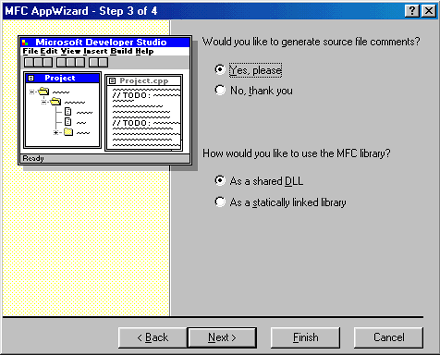 MFC AppWizard - Step 3 of 4
Microsoft Developer Studio
File Edit View Insert Build Help
Project
Project.cpp
// TODO:
// TODO:
Ready
Would you like to generate source file comments?
Yes, please
No, thank you
How would you like to use the MFC library?
As a shared DLL
As a statically linked library
< Back
Next >
Finish
Cancel